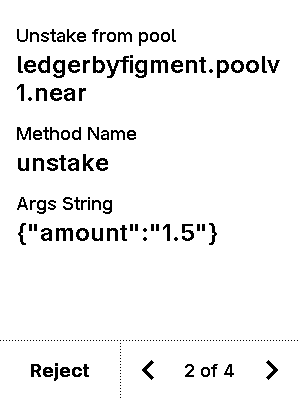 Unstake from pool
ledgerbyfigment.poolv
1.near
Method Name
unstake
Args String
{"amount":"1.5"}
Reject
2 of 4